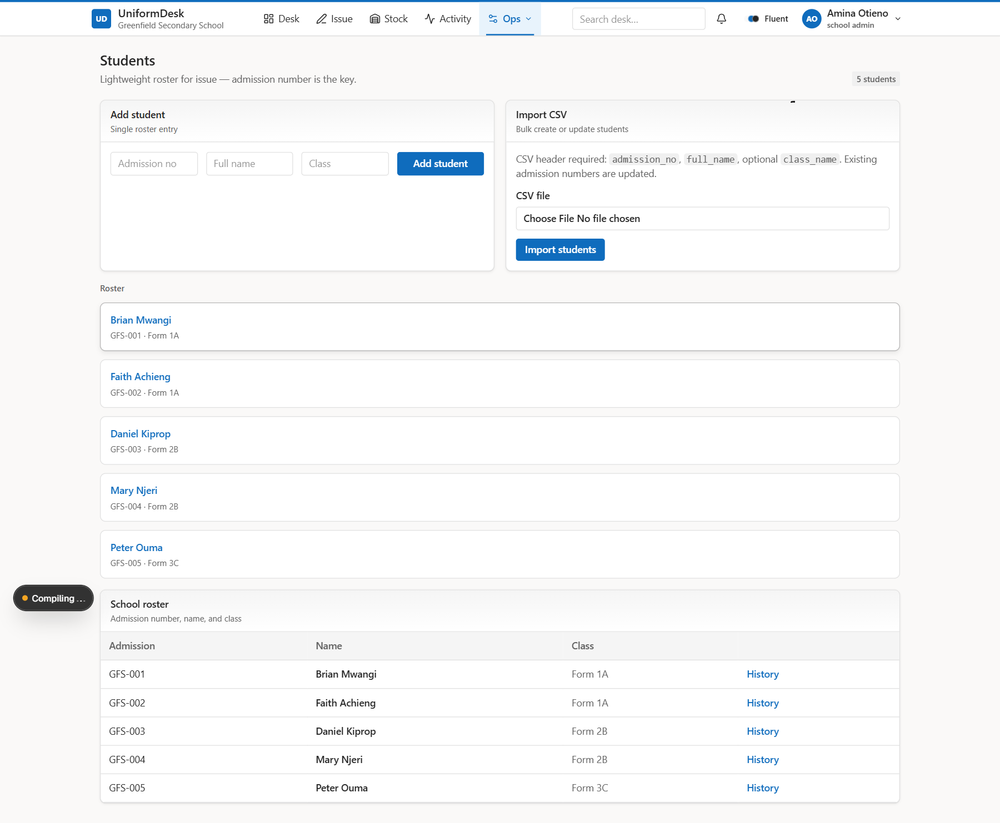 UD
UniformDesk
Greenfield Secondary School
Desk
Issue
Stock
Activity
Ops
Search desk...
Fluent
AO
Amina Otieno
school admin
Students
Lightweight roster for issue — admission number is the key.
5 students
Add student
Single roster entry
Admission no
Full name
Class
Add student
Import CSV
Bulk create or update students
CSV header required: admission_no, full_name, optional class_name. Existing
admission numbers are updated.
CSV file
Choose File No file chosen
Import students
Roster
Brian Mwangi
GFS-001 · Form 1A
Faith Achieng
GFS-002 · Form 1A
Daniel Kiprop
GFS-003 · Form 2B
Mary Njeri
GFS-004 · Form 2B
Peter Ouma
GFS-005 · Form 3C
Compiling ...
School roster
Admission number, name, and class
Admission Name Class
GFS-001 Brian Mwangi Form 1A History
GFS-002 Faith Achieng Form 1A History
GFS-003 Daniel Kiprop Form 2B History
GFS-004 Mary Njeri Form 2B History
GFS-005 Peter Ouma Form 3C History